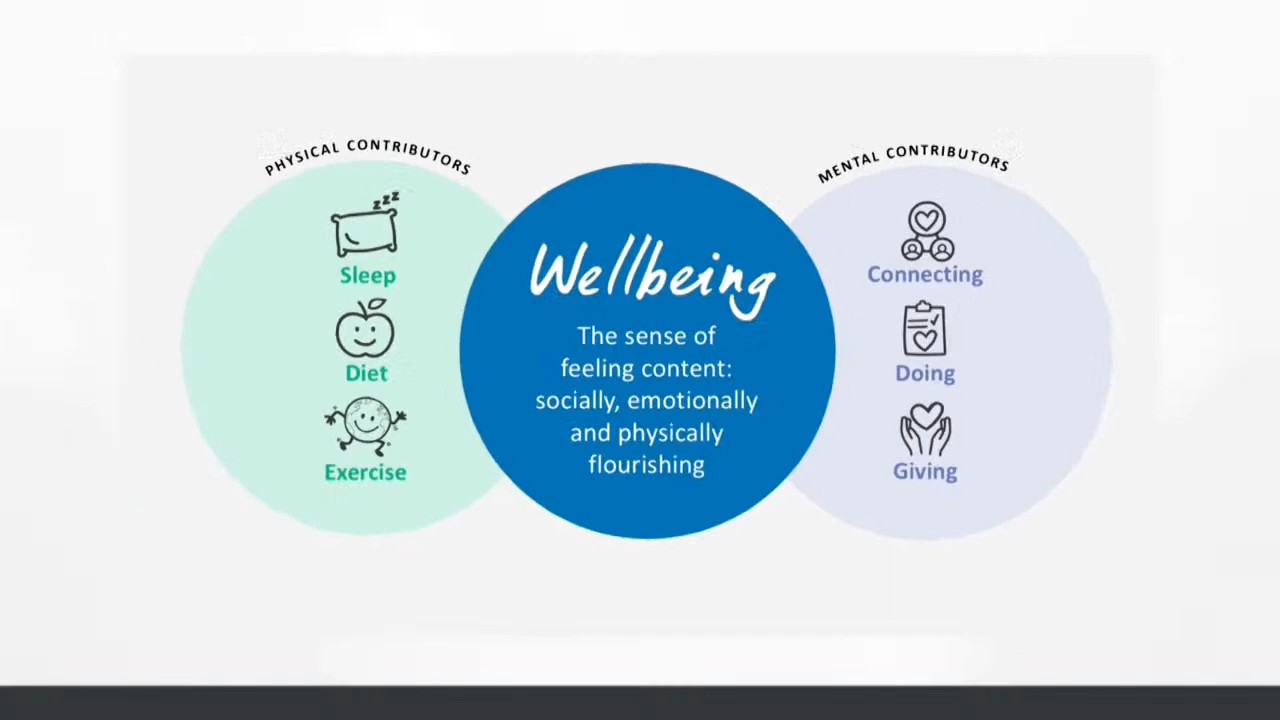 PHYSICAL CONTRIBUTORS
zzz
Sleep
Diet
Exercise
Wellbeing
The sense of
feeling content:
socially, emotionally
and physically
flourishing
MENTAL CONTRIBUTORS
Connecting
Doing
Giving